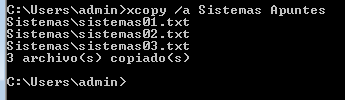 C:\Users\admin>xcopy /a Sistemas Apuntes
Sistemas\sistemas01.txt
Sistemas\sistemas02.txt
Sistemas\sistemas03.txt
3 archivo(s) copiado(s)
C:\Users\admin>